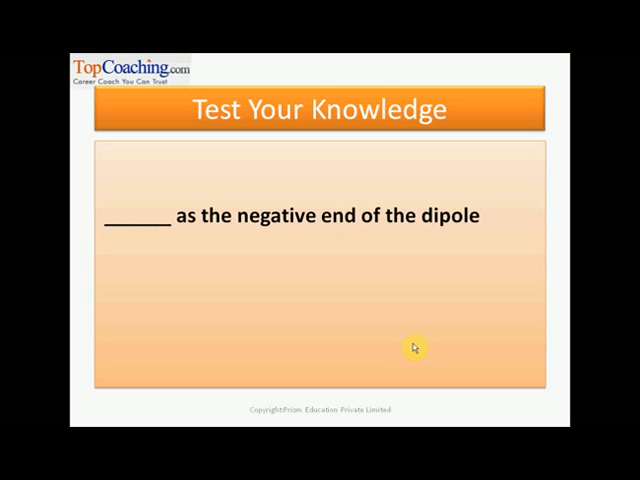 TopCoaching.com
Career Coach You Can Trust
Test Your Knowledge
______ as the negative end of the dipole
Copyright:Prism Education Private Limited